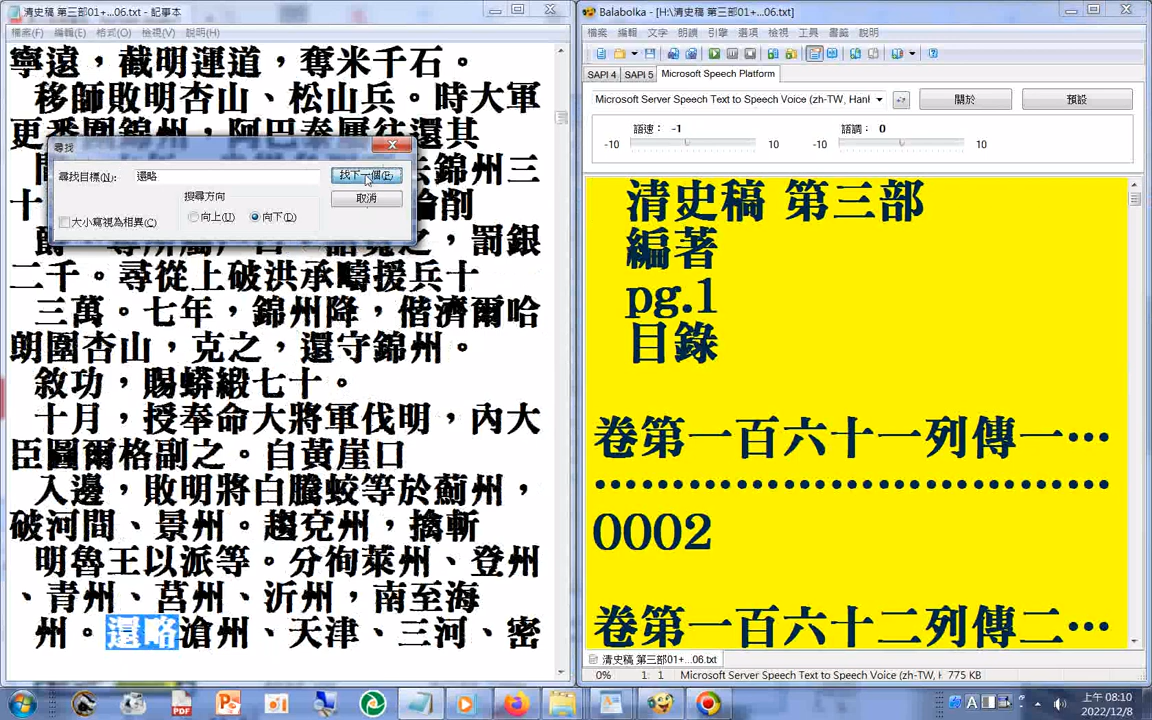 清史稿 第三部01+...06.txt - 記事本
檔案(F) 編輯(E) 格式(O) 檢視(V) 說明(H)
寧遠，截明運道，奪米千石。
移師敗明杏山、松山兵。時大軍
更番圍錦州，阿巴泰屢往還其
去錦州三
十
削
罰銀
二千。尋從上破洪承疇援兵十
三萬。七年，錦州降，偕濟爾哈
朗圍杏山，克之，還守錦州。
敘功，賜蟒緞七十。
十月，授奉命大將軍伐明，內大
臣圖爾格副之。自黃崖口
入邊，敗明將白騰蛟等於薊州，
破河間、景州。趨兗州，擒斬
明魯王以派等。分徇萊州、登州
、青州、莒州、沂州，南至海
州。還略滄州、天津、三河、密
尋找
尋找目標(N): 還略
找下一個(F)
搜尋方向
取消
大小寫視為相異(C)
向上(U) 向下(D)
Balabolka - [H:\清史稿 第三部01+...06.txt]
檔案 編輯 文字 朗讀 引擎 選項 檢視 工具 書籤 說明
SAPI 4 SAPI 5 Microsoft Speech Platform
Microsoft Server Speech Text to Speech Voice (zh-TW, Hanl
關於 預設
語速: -1 語調: 0
-10 10 -10 10
清史稿 第三部
編著
pg.1
目錄
卷第一百六十一列傳一…
………………………………
0002
卷第一百六十二列傳二…
清史稿 第三部01+...06.txt
0% 1: 1 Microsoft Server Speech Text to Speech Voice (zh-TW, H 775 KB
上午 08:10
2022/12/8